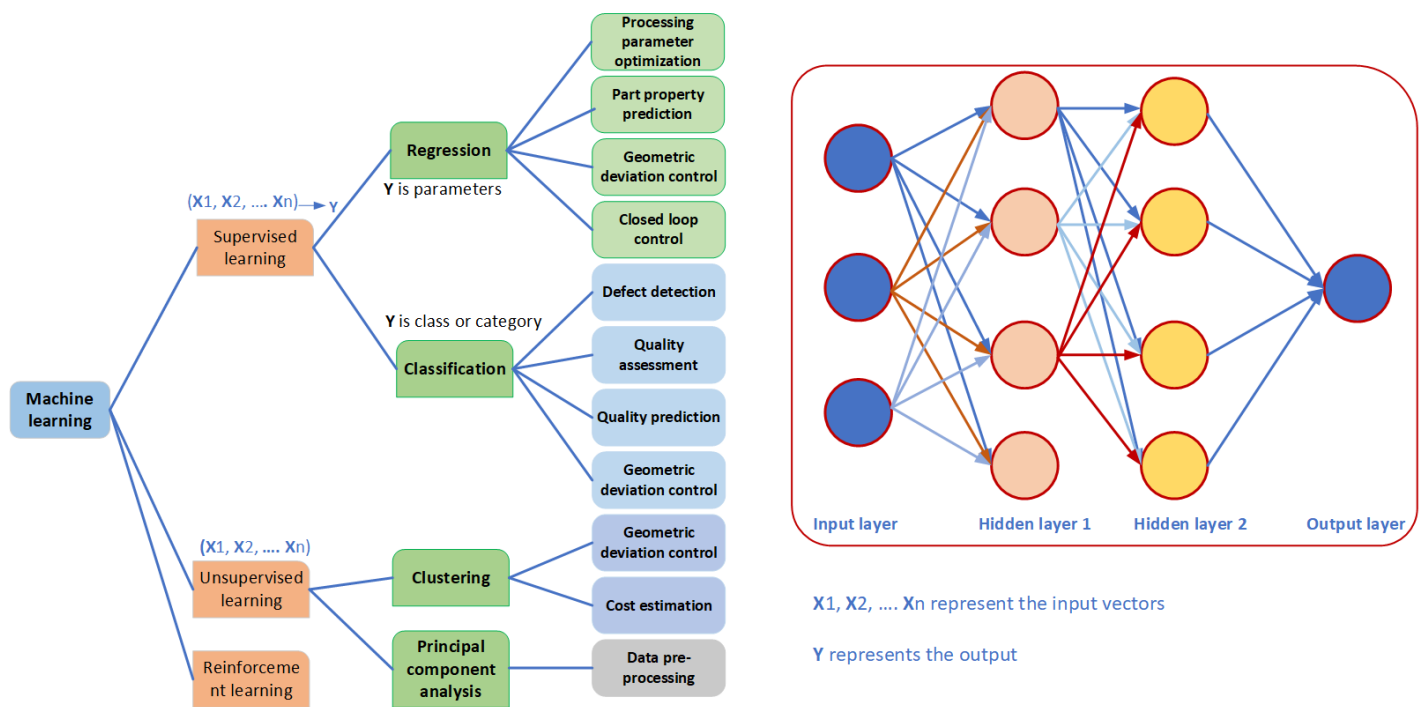 Machine
learning
(X1, X2, .... Xn) Y
Supervised
learning
(X1, X2, .... Xn)
Unsupervised
learning
Reinforceme
nt learning
Regression
Y is parameters
Y is class or category
Classification
Clustering
Principal
component
analysis
Processing
parameter
optimization
Part property
prediction
Geometric
deviation control
Closed loop
control
Defect detection
Quality
assessment
Quality prediction
Geometric
deviation control
Geometric
deviation control
Cost estimation
Data pre-
processing
Input layer
Hidden layer 1
Hidden layer 2
Output layer
X1, X2, .... Xn represent the input vectors
Y represents the output